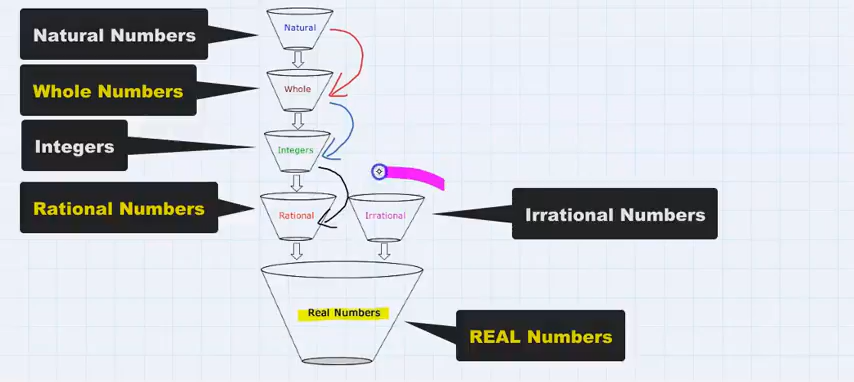 Natural Numbers
Natural
Whole Numbers
Whole
Integers
Integers
Rational Numbers
Rational
Irrational
Irrational Numbers
Real Numbers
REAL Numbers